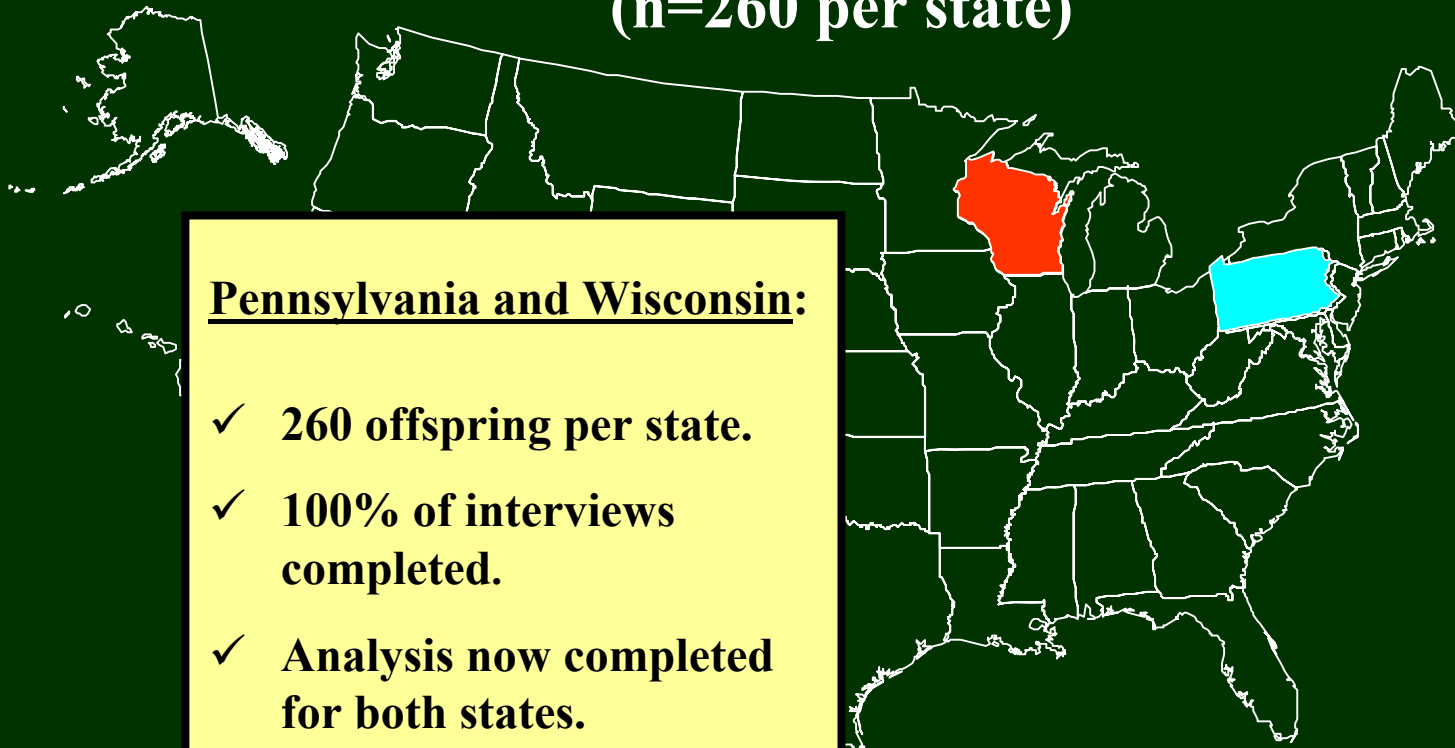 (n=260 per state)
Pennsylvania and Wisconsin:
✓ 260 offspring per state.
✓ 100% of interviews
completed.
✓ Analysis now completed
for both states.